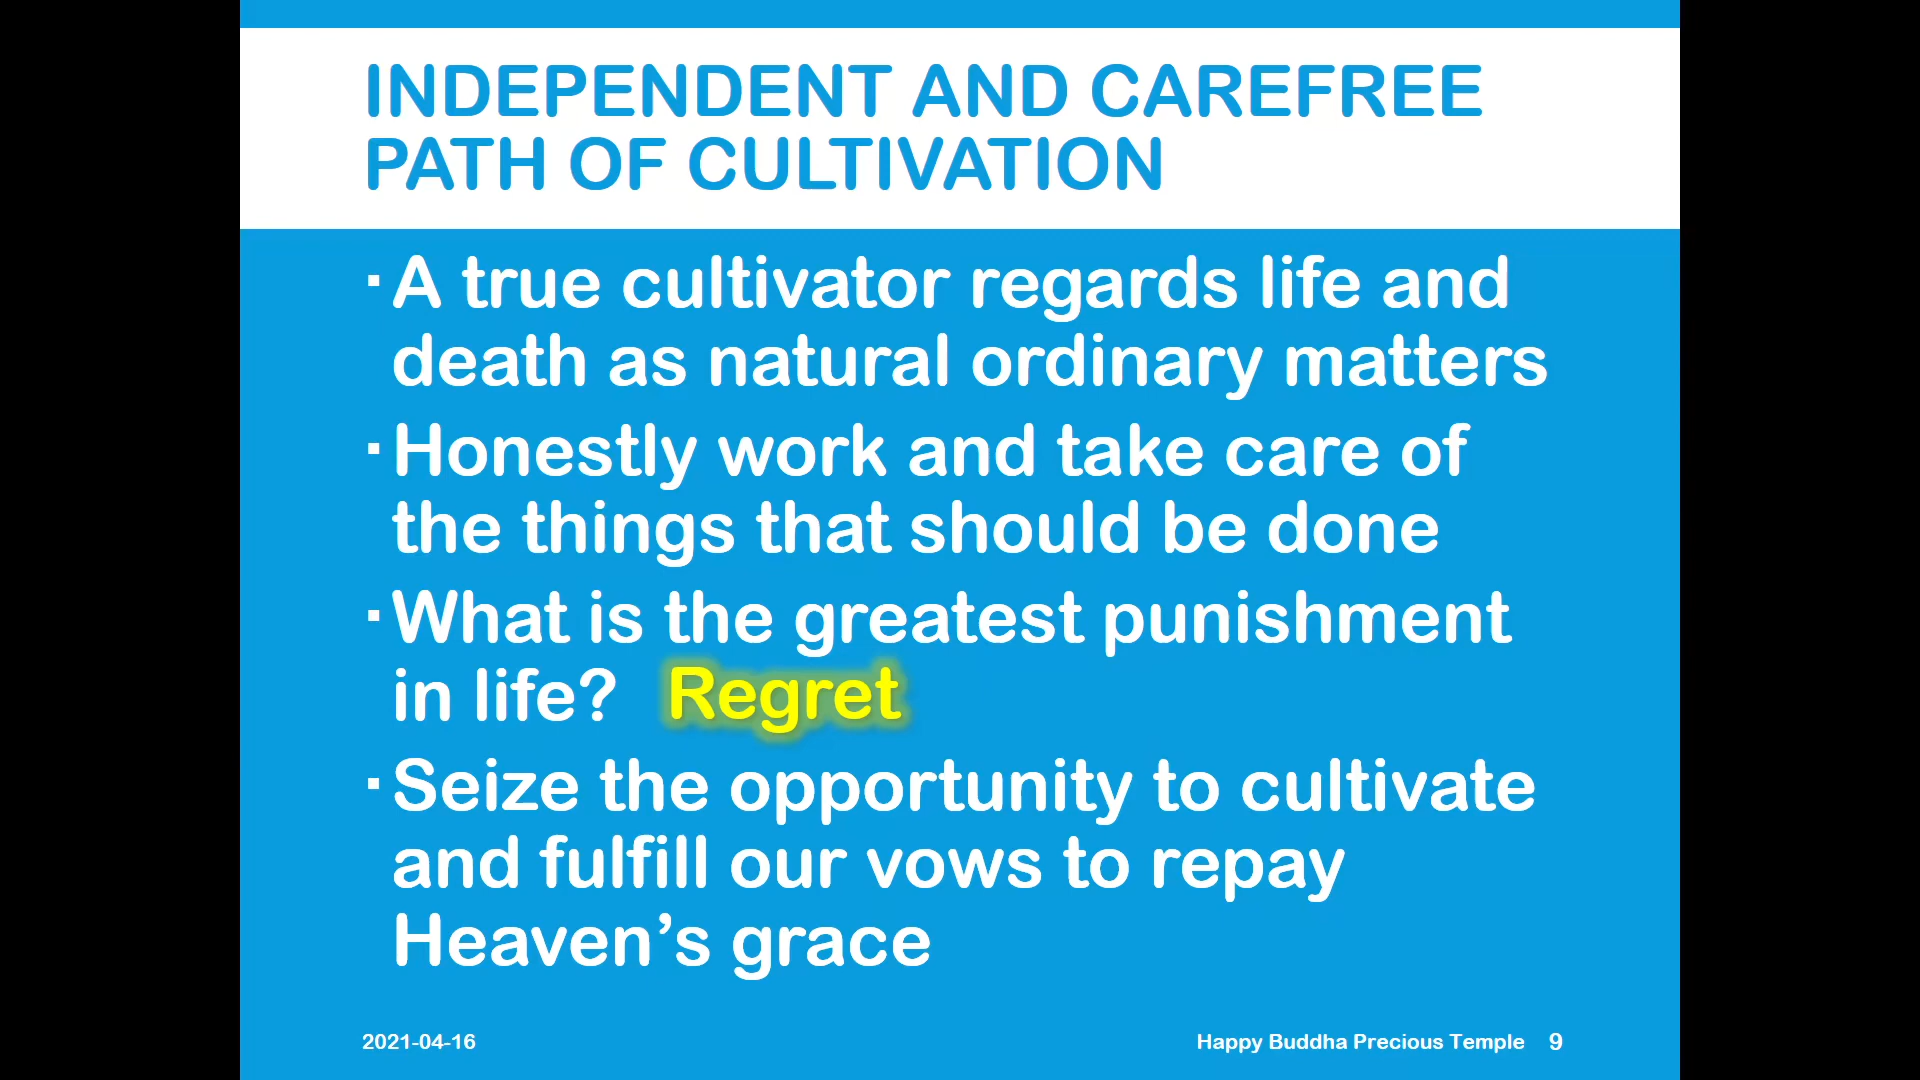 INDEPENDENT AND CAREFREE
PATH OF CULTIVATION
▪ A true cultivator regards life and
death as natural ordinary matters
▪ Honestly work and take care of
the things that should be done
▪ What is the greatest punishment
in life? Regret
▪ Seize the opportunity to cultivate
and fulfill our vows to repay
Heaven’s grace
2021-04-16 Happy Buddha Precious Temple 9